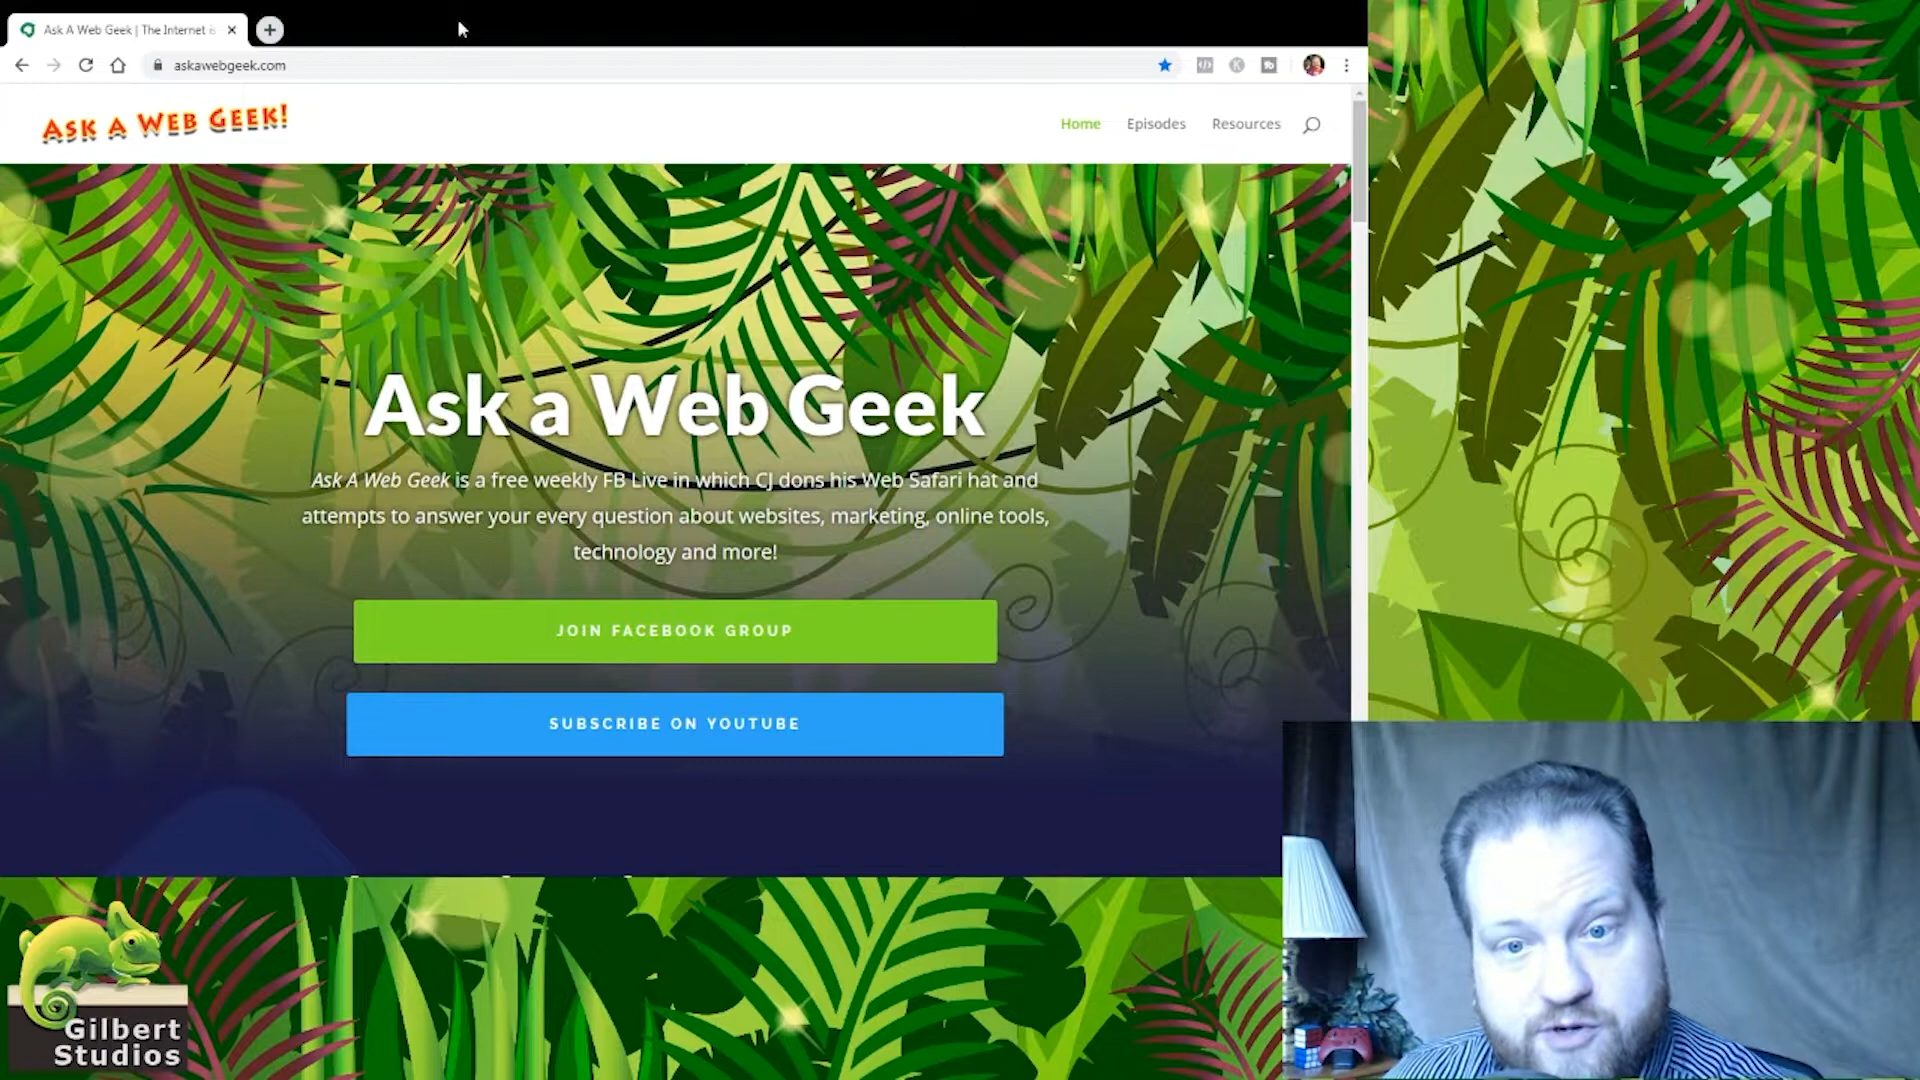 Ask A Web Geek | The Internet is
askawebgeek.com
ASK A WEB GEEK!
Home
Episodes
Resources
Ask a Web Geek
Ask A Web Geek is a free weekly FB Live in which CJ dons his Web Safari hat and
attempts to answer your every question about websites, marketing, online tools,
technology and more!
JOIN FACEBOOK GROUP
SUBSCRIBE ON YOUTUBE
Gilbert
Studios